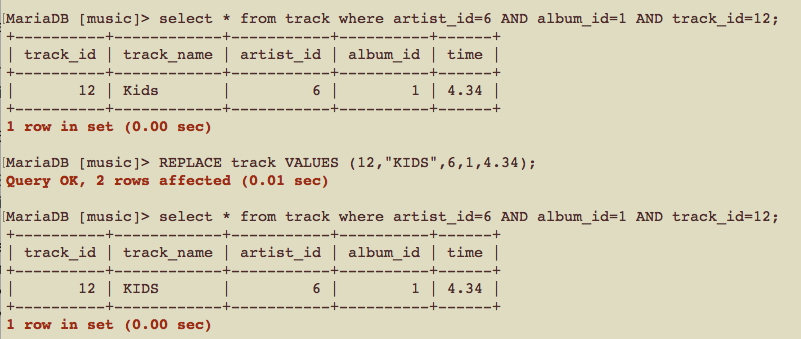 MariaDB [music]> select * from track where artist_id=6 AND album_id=1 AND track_id=12;
+----------+------------+-----------+----------+------+
| track_id | track_name | artist_id | album_id | time |
+----------+------------+-----------+----------+------+
|       12 | Kids       |         6 |        1 | 4.34 |
+----------+------------+-----------+----------+------+
1 row in set (0.00 sec)
MariaDB [music]> REPLACE track VALUES (12,"KIDS",6,1,4.34);
Query OK, 2 rows affected (0.01 sec)
MariaDB [music]> select * from track where artist_id=6 AND album_id=1 AND track_id=12;
+----------+------------+-----------+----------+------+
| track_id | track_name | artist_id | album_id | time |
+----------+------------+-----------+----------+------+
|       12 | KIDS       |         6 |        1 | 4.34 |
+----------+------------+-----------+----------+------+
1 row in set (0.00 sec)